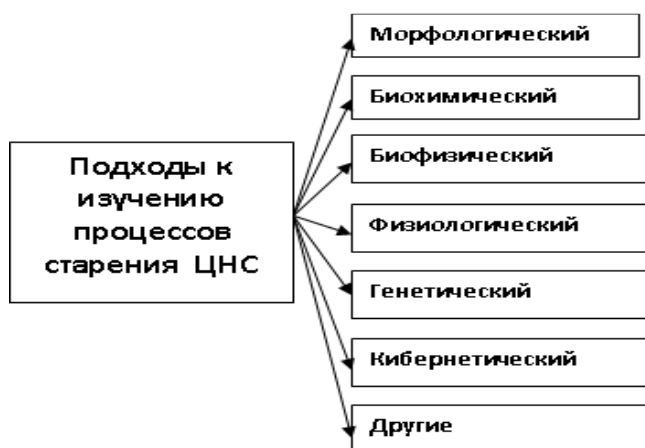 Подходы к
изучению
процессов
старения ЦНС
Морфологический
Биохимический
Биофизический
Физиологический
Генетический
Кибернетический
Другие